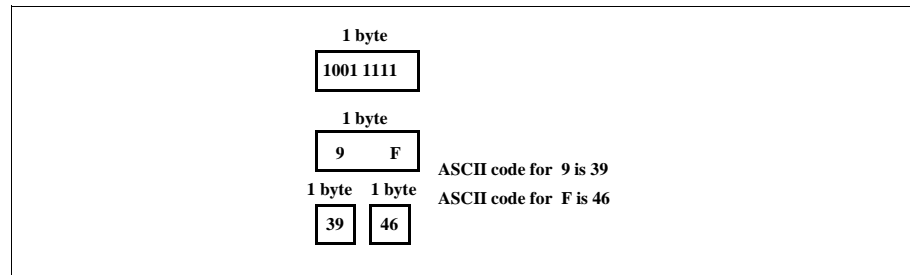 1 byte
1001 1111
1 byte
9 F
ASCII code for 9 is 39
1 byte 1 byte
ASCII code for F is 46
39 46